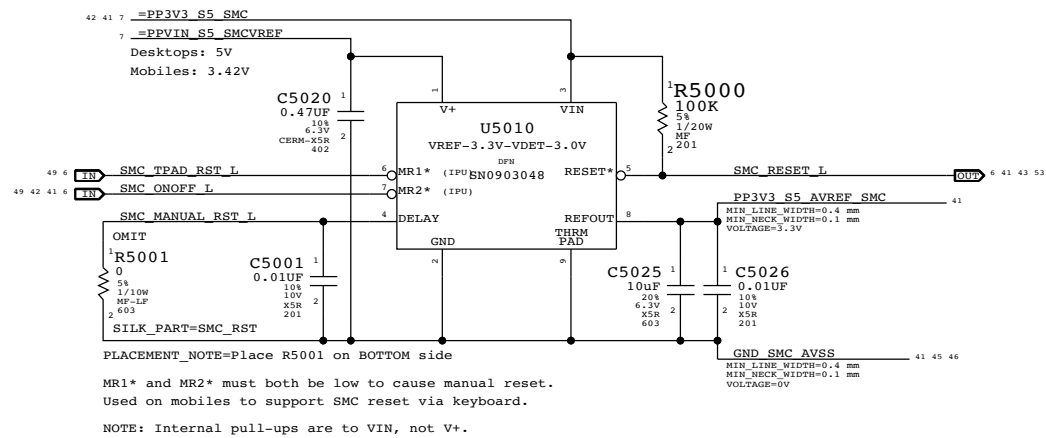 42 41 7 =PP3V3_S5_SMC
7 =PPVIN_S5_SMCVREF
Desktops: 5V
Mobiles: 3.42V
C5020
0.47UF
10%
6.3V
CERM-X5R
402
1
2
1
V+
3
VIN
U5010
VREF-3.3V-VDET-3.0V
DFN
SN0903048
1
R5000
100K
5%
1/20W
MF
201
2
49 6 IN SMC_TPAD_RST_L 6 MR1* (IPU)
49 42 41 6 IN SMC_ONOFF_L 7 MR2* (IPU)
RESET* 5 SMC_RESET_L OUT 6 41 43 53
SMC_MANUAL_RST_L 4 DELAY
REFOUT 8
PP3V3_S5_AVREF_SMC 41
MIN_LINE_WIDTH=0.4 mm
MIN_NECK_WIDTH=0.1 mm
VOLTAGE=3.3V
GND
2
THRM
PAD
9
OMIT
1
R5001
0
5%
1/10W
MF-LF
603
2
SILK_PART=SMC_RST
C5001
0.01UF
10%
10V
X5R
201
1
2
C5025
10uF
20%
6.3V
X5R
603
1
2
1
2
C5026
0.01UF
10%
10V
X5R
201
GND_SMC_AVSS 41 45 46
MIN_LINE_WIDTH=0.4 mm
MIN_NECK_WIDTH=0.1 mm
VOLTAGE=0V
PLACEMENT_NOTE=Place R5001 on BOTTOM side
MR1* and MR2* must both be low to cause manual reset.
Used on mobiles to support SMC reset via keyboard.
NOTE: Internal pull-ups are to VIN, not V+.